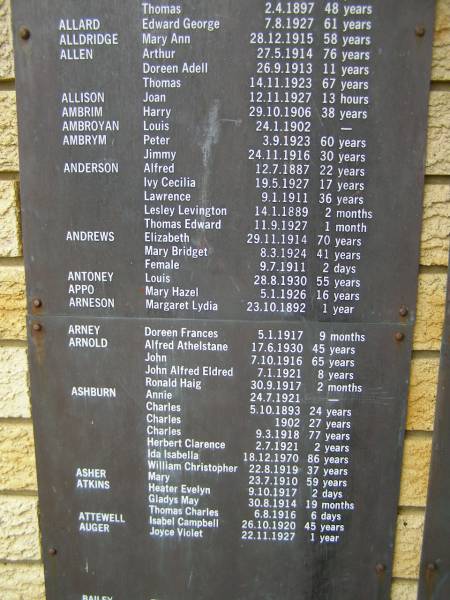 Thomas 2.4.1897 48 years
ALLARD Edward George 7.8.1927 61 years
ALLDRIDGE Mary Ann 28.12.1915 58 years
ALLEN Arthur 27.5.1914 76 years
Doreen Adell 26.9.1913 11 years
Thomas 14.11.1923 67 years
ALLISON Joan 12.11.1927 13 hours
AMBRIM Harry 29.10.1906 38 years
AMBROYAN Louis 24.1.1902 —
AMBRYM Peter 3.9.1923 60 years
Jimmy 24.11.1916 30 years
ANDERSON Alfred 12.7.1887 22 years
Ivy Cecilia 19.5.1927 17 years
Lawrence 9.1.1911 36 years
Lesley Levington 14.1.1889 2 months
Thomas Edward 11.9.1927 1 month
ANDREWS Elizabeth 29.11.1914 70 years
Mary Bridget 8.3.1924 41 years
Female 9.7.1911 2 days
ANTONEY Louis 28.8.1930 55 years
APPO Mary Hazel 5.1.1926 16 years
ARNESON Margaret Lydia 23.10.1892 1 year
ARNEY Doreen Frances 5.1.1917 9 months
ARNOLD Alfred Athelstane 17.6.1930 45 years
John 7.10.1916 65 years
John Alfred Eldred 7.1.1921 8 years
Ronald Haig 30.9.1917 2 months
ASHBURN Annie 24.7.1921 —
Charles 5.10.1893 24 years
Charles 1902 27 years
Charles 9.3.1918 77 years
Herbert Clarence 2.7.1921 2 years
Ida Isabella 18.12.1970 86 years
William Christopher 22.8.1919 37 years
ASHER Mary 23.7.1910 59 years
ATKINS Heater Evelyn 9.10.1917 2 days
Gladys May 30.8.1914 19 months
Thomas Charles 6.8.1916 6 days
ATTEWELL Isabel Campbell 26.10.1920 45 years
AUGER Joyce Violet 22.11.1927 1 year
BAILEY